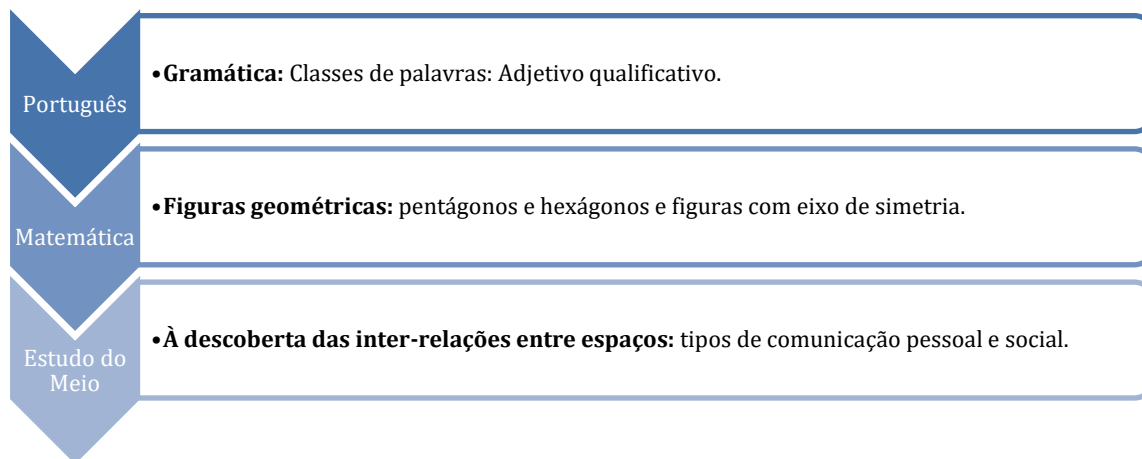 Português
•Gramática: Classes de palavras: Adjetivo qualificativo.
Matemática
•Figuras geométricas: pentágonos e hexágonos e figuras com eixo de simetria.
Estudo do
Meio
•À descoberta das inter-relações entre espaços: tipos de comunicação pessoal e social.